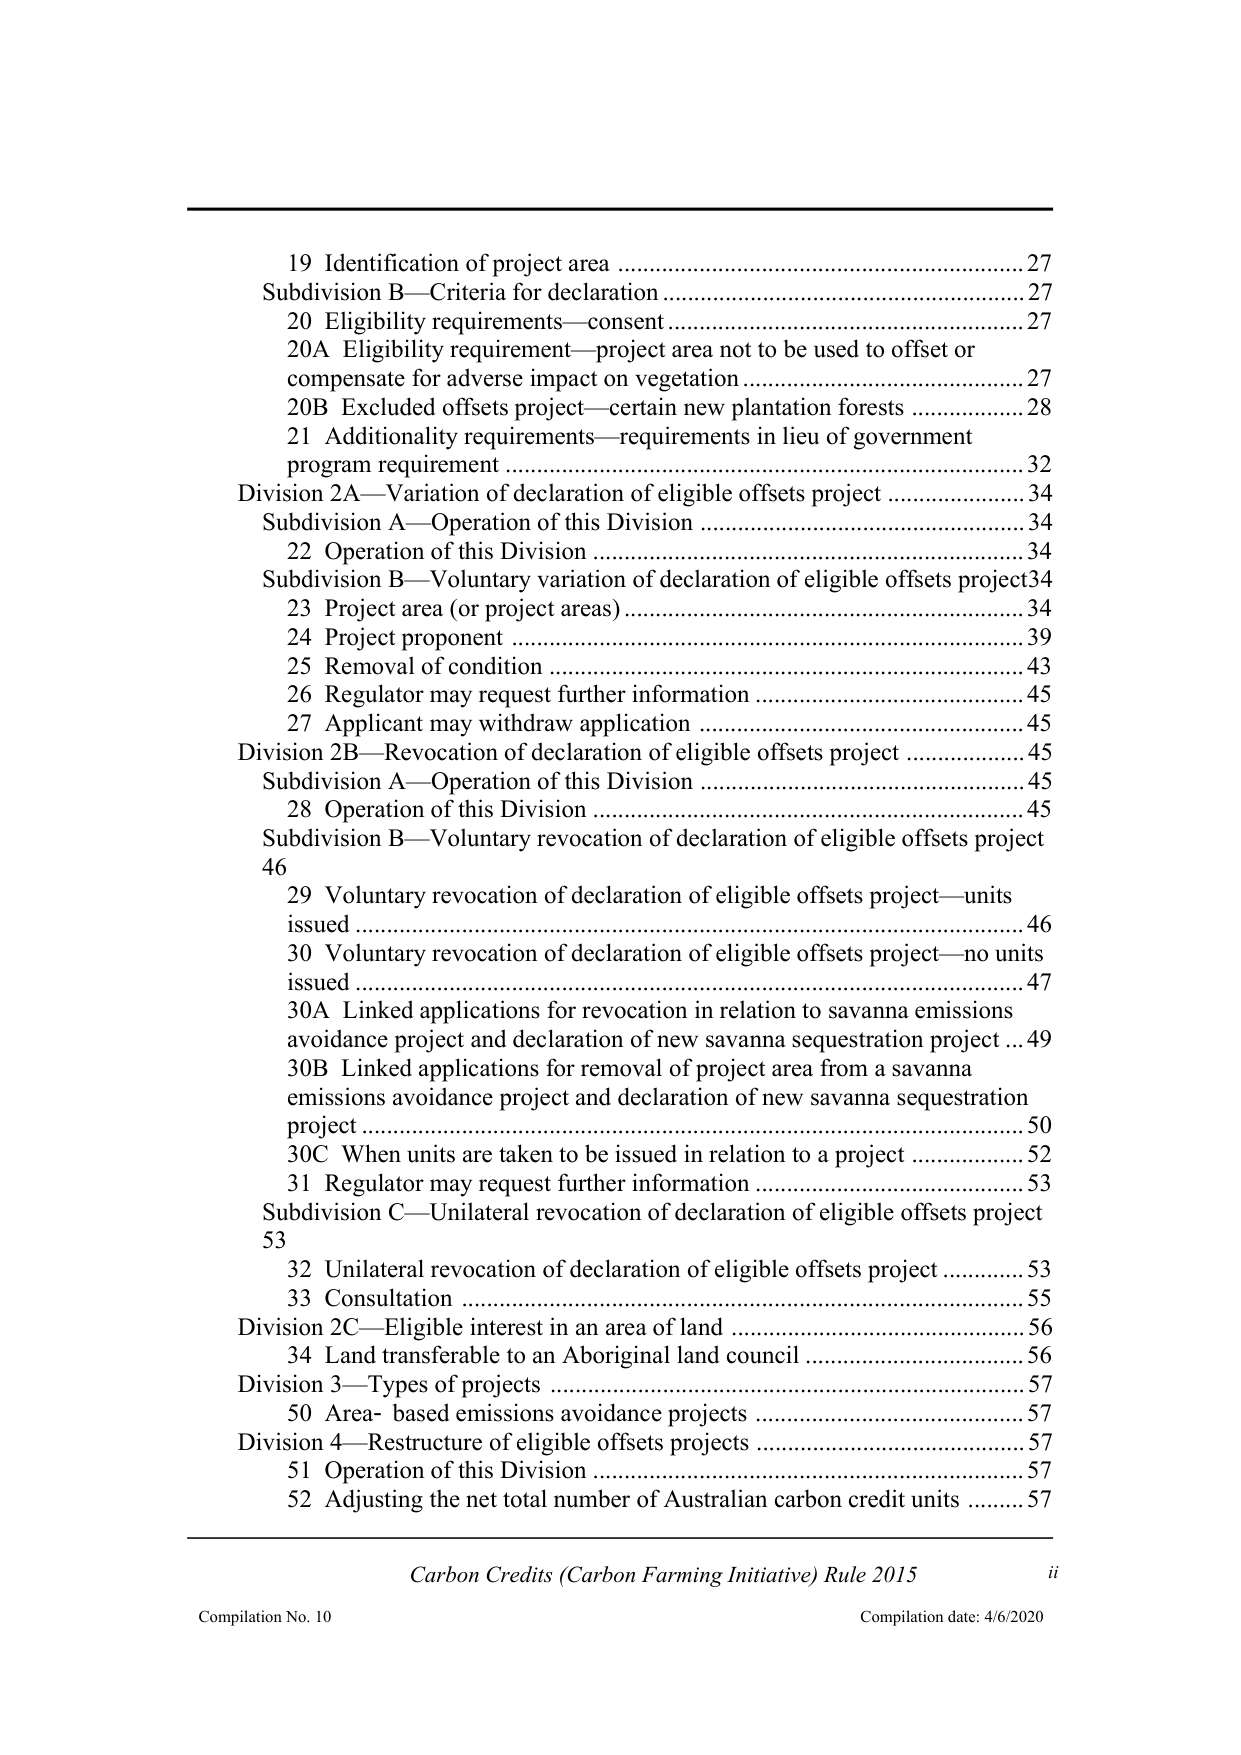 19 Identification of project area ................................................................. 27
Subdivision B—Criteria for declaration .......................................................... 27
20 Eligibility requirements—consent ......................................................... 27
20A Eligibility requirement—project area not to be used to offset or
compensate for adverse impact on vegetation ............................................. 27
20B Excluded offsets project—certain new plantation forests .................. 28
21 Additionality requirements—requirements in lieu of government
program requirement ................................................................................... 32
Division 2A—Variation of declaration of eligible offsets project ...................... 34
Subdivision A—Operation of this Division .................................................... 34
22 Operation of this Division ..................................................................... 34
Subdivision B—Voluntary variation of declaration of eligible offsets project34
23 Project area (or project areas) ................................................................ 34
24 Project proponent .................................................................................. 39
25 Removal of condition ............................................................................ 43
26 Regulator may request further information ........................................... 45
27 Applicant may withdraw application .................................................... 45
Division 2B—Revocation of declaration of eligible offsets project ................... 45
Subdivision A—Operation of this Division .................................................... 45
28 Operation of this Division ..................................................................... 45
Subdivision B—Voluntary revocation of declaration of eligible offsets project
46
29 Voluntary revocation of declaration of eligible offsets project—units
issued ........................................................................................................... 46
30 Voluntary revocation of declaration of eligible offsets project—no units
issued ........................................................................................................... 47
30A Linked applications for revocation in relation to savanna emissions
avoidance project and declaration of new savanna sequestration project ... 49
30B Linked applications for removal of project area from a savanna
emissions avoidance project and declaration of new savanna sequestration
project .......................................................................................................... 50
30C When units are taken to be issued in relation to a project .................. 52
31 Regulator may request further information ........................................... 53
Subdivision C—Unilateral revocation of declaration of eligible offsets project
53
32 Unilateral revocation of declaration of eligible offsets project ............. 53
33 Consultation .......................................................................................... 55
Division 2C—Eligible interest in an area of land ............................................... 56
34 Land transferable to an Aboriginal land council ................................... 56
Division 3—Types of projects ............................................................................ 57
50 Area- based emissions avoidance projects ........................................... 57
Division 4—Restructure of eligible offsets projects ........................................... 57
51 Operation of this Division ..................................................................... 57
52 Adjusting the net total number of Australian carbon credit units ......... 57
Carbon Credits (Carbon Farming Initiative) Rule 2015 ii
Compilation No. 10 Compilation date: 4/6/2020